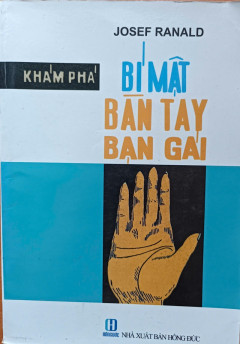 JOSEF RANALD
KHÁM PHÁ
BÍ MẬT
BÀN TAY
BẠN GÁI
NHÀ XUẤT BẢN HỒNG ĐỨC